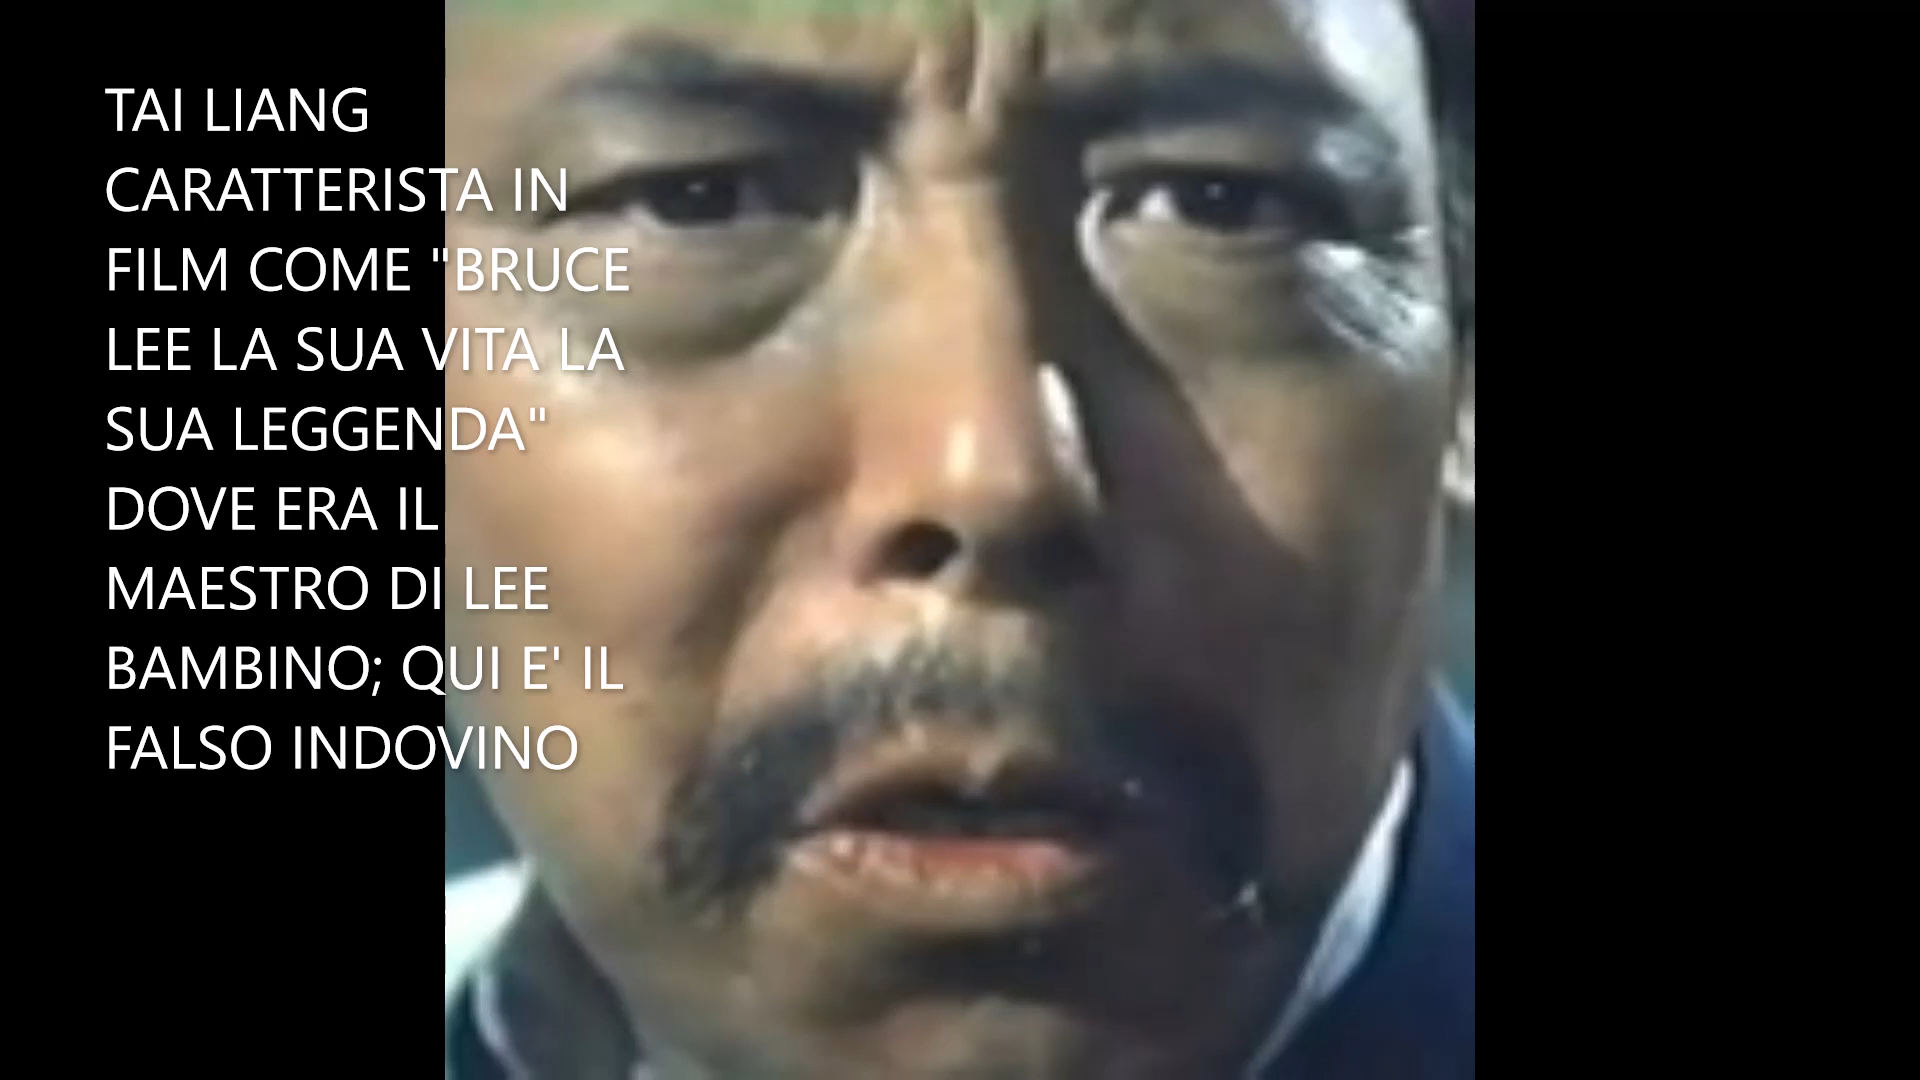 TAI LIANG
CARATTERISTA IN
FILM COME "BRUCE
LEE LA SUA VITA LA
SUA LEGGENDA"
DOVE ERA IL
MAESTRO DI LEE
BAMBINO; QUI E' IL
FALSO INDOVINO